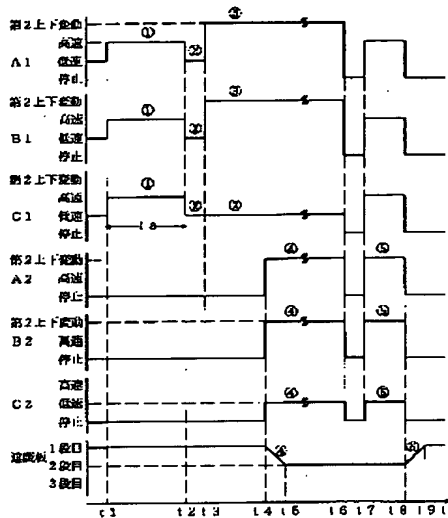 第2上下変動
高速 ①
A1 低速 ②
停止
③
第2上下変動
高速 ①
B1 低速 ②
停止
③
第2上下変動
高速 ①
C1 低速 ② ③
停止
t a
第2上下変動 ④ ⑤
A2 高速
停止
第2上下変動 ④ ⑤
B2 高速
停止
高速
C2 低速 ④ ⑤
停止
1段目
遮蔽板 2段目
3段目
t1 t2 t3 t4 t5 t6 t7 t8 t9